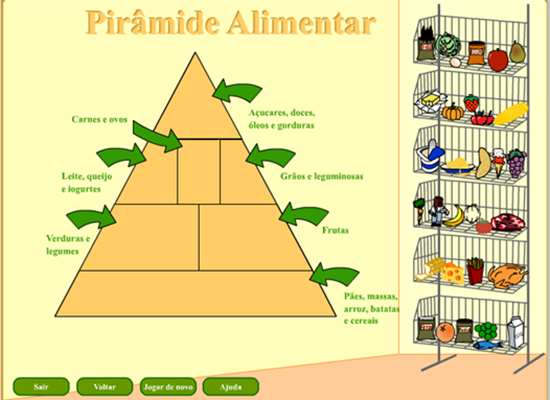 Pirâmide Alimentar
Açucares, doces,
óleos e gorduras
Carnes e ovos
Leite, queijo
e iogurtes
Grãos e leguminosas
Verduras e
legumes
Frutas
Pães, massas,
arroz, batatas
e cereais
Sair
Voltar
Jogar de novo
Ajuda